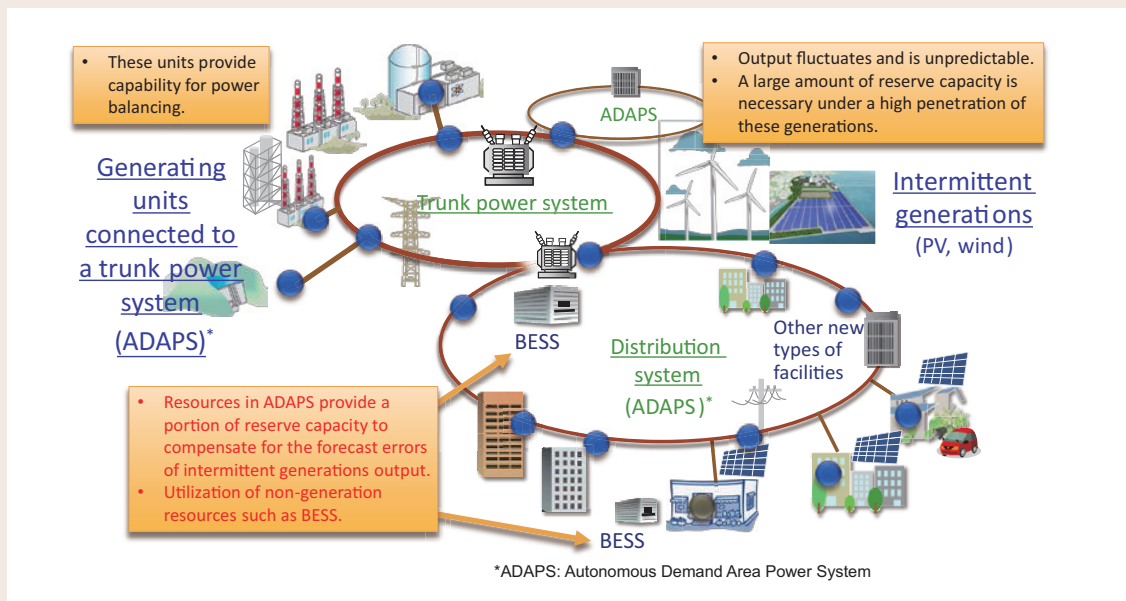 • These units provide
capability for power
balancing.
• Output fluctuates and is unpredictable.
• A large amount of reserve capacity is
necessary under a high penetration of
these generations.
ADAPS
Generating
units
connected to
a trunk power
system
(ADAPS)*
Trunk power system
Intermittent
generations
(PV, wind)
BESS
Distribution
system
(ADAPS)*
Other new
types of
facilities
• Resources in ADAPS provide a
portion of reserve capacity to
compensate for the forecast errors
of intermittent generations output.
• Utilization of non-generation
resources such as BESS.
BESS
*ADAPS: Autonomous Demand Area Power System